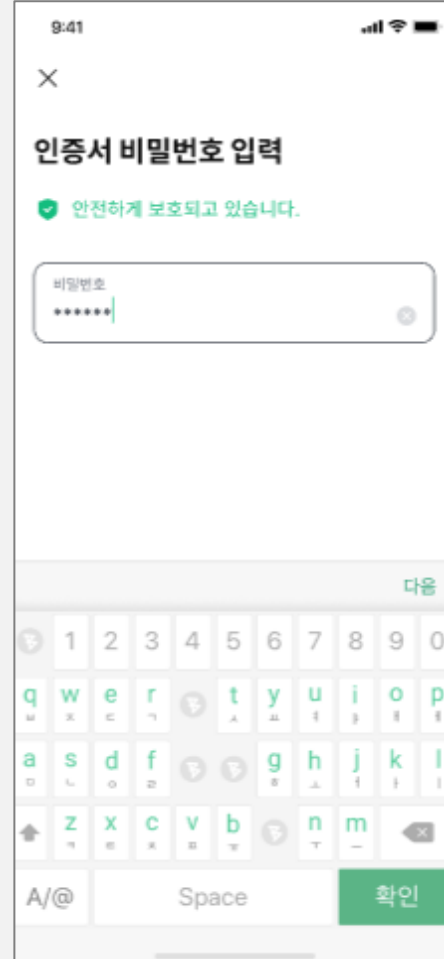 9:41
인증서 비밀번호 입력
안전하게 보호되고 있습니다.
비밀번호
••••••
다음
1 2 3 4 5 6 7 8 9 0
q w e r t y u i o p
ㅂ ㅈ ㄷ ㄱ ㅅ ㅛ ㅕ ㅑ ㅐ ㅔ
a s d f g h j k l
ㅁ ㄴ ㅇ ㄹ ㅎ ㅗ ㅓ ㅏ ㅣ
z x c v b n m
ㅋ ㅌ ㅊ ㅍ ㅠ ㅜ ㅡ
A/@ Space 확인